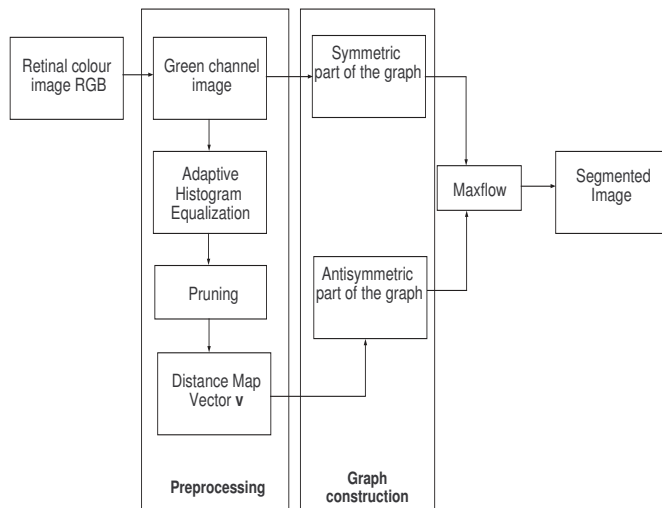 Retinal colour
image RGB
Green channel
image
Adaptive
Histogram
Equalization
Pruning
Distance Map
Vector v
Preprocessing
Symmetric
part of the graph
Antisymmetric
part of the graph
Graph
construction
Maxflow
Segmented
Image